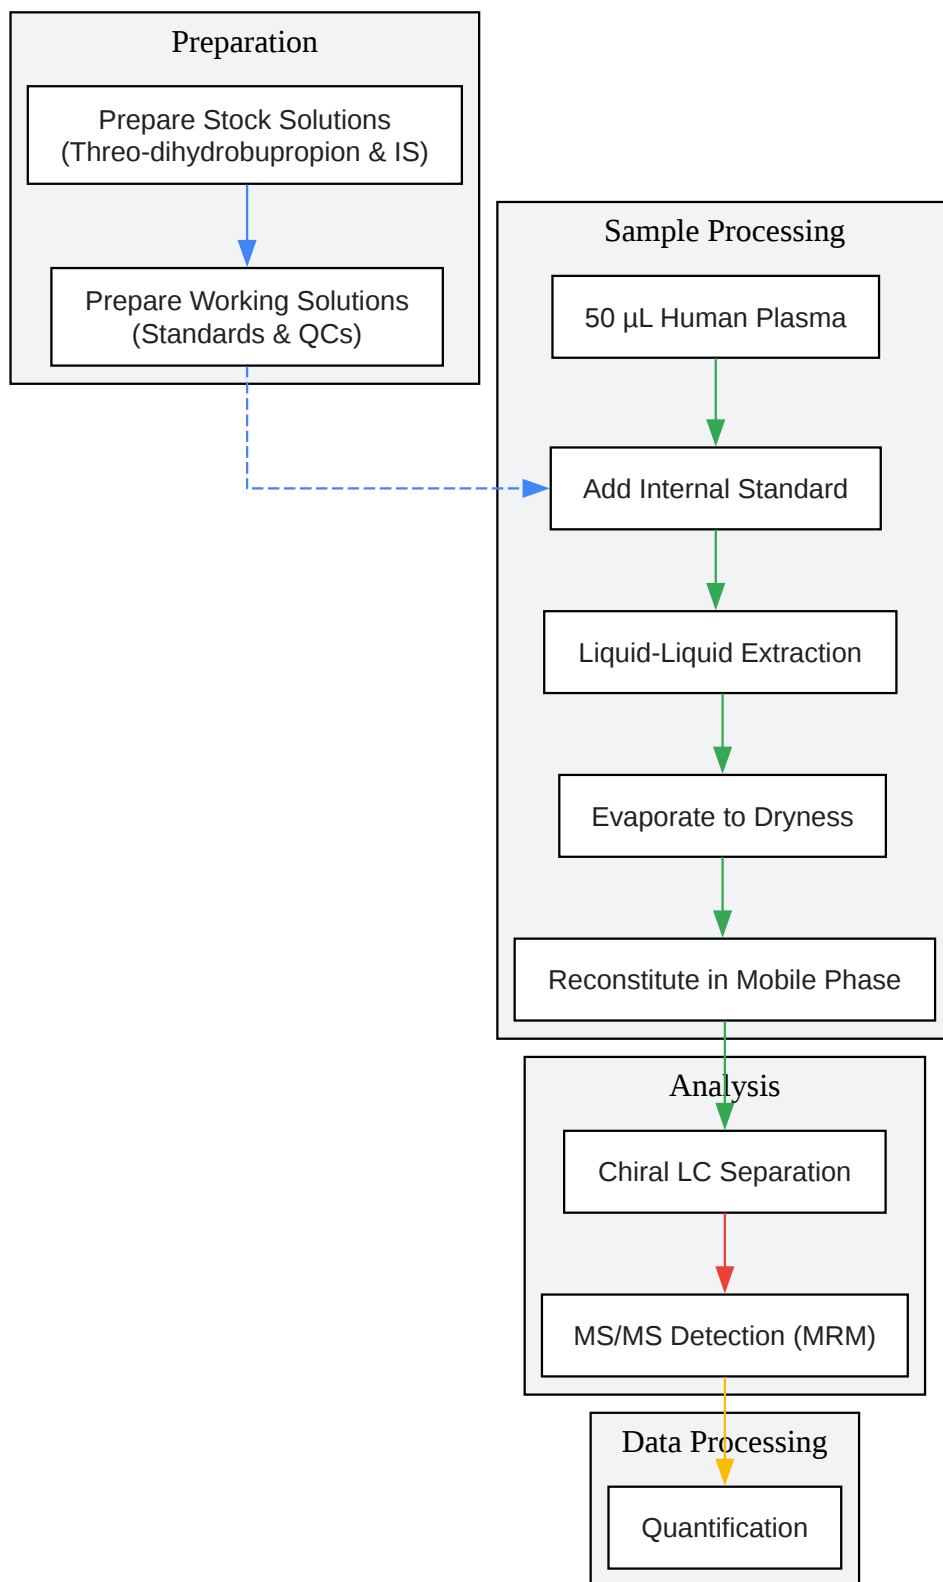 Preparation
Prepare Stock Solutions
(Threo-dihydrobupropion & IS)
Prepare Working Solutions
(Standards & QCs)
Sample Processing
50 µL Human Plasma
Add Internal Standard
Liquid-Liquid Extraction
Evaporate to Dryness
Reconstitute in Mobile Phase
Analysis
Chiral LC Separation
MS/MS Detection (MRM)
Data Processing
Quantification